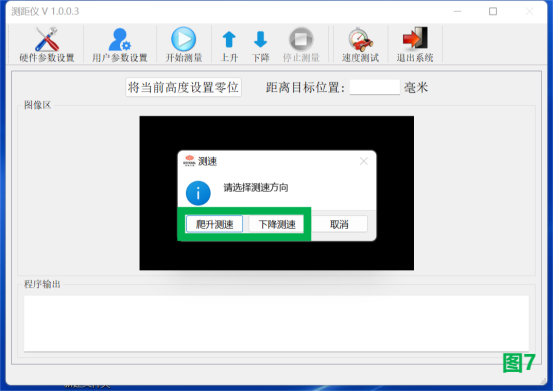 测距仪 V 1.0.0.3
硬件参数设置 用户参数设置 开始测量 上升 下降 停止测量 速度测试 退出系统
将当前高度设置零位 距离目标位置: 毫米
图像区
测速
请选择测速方向
爬升测速 下降测速 取消
程序输出
图7